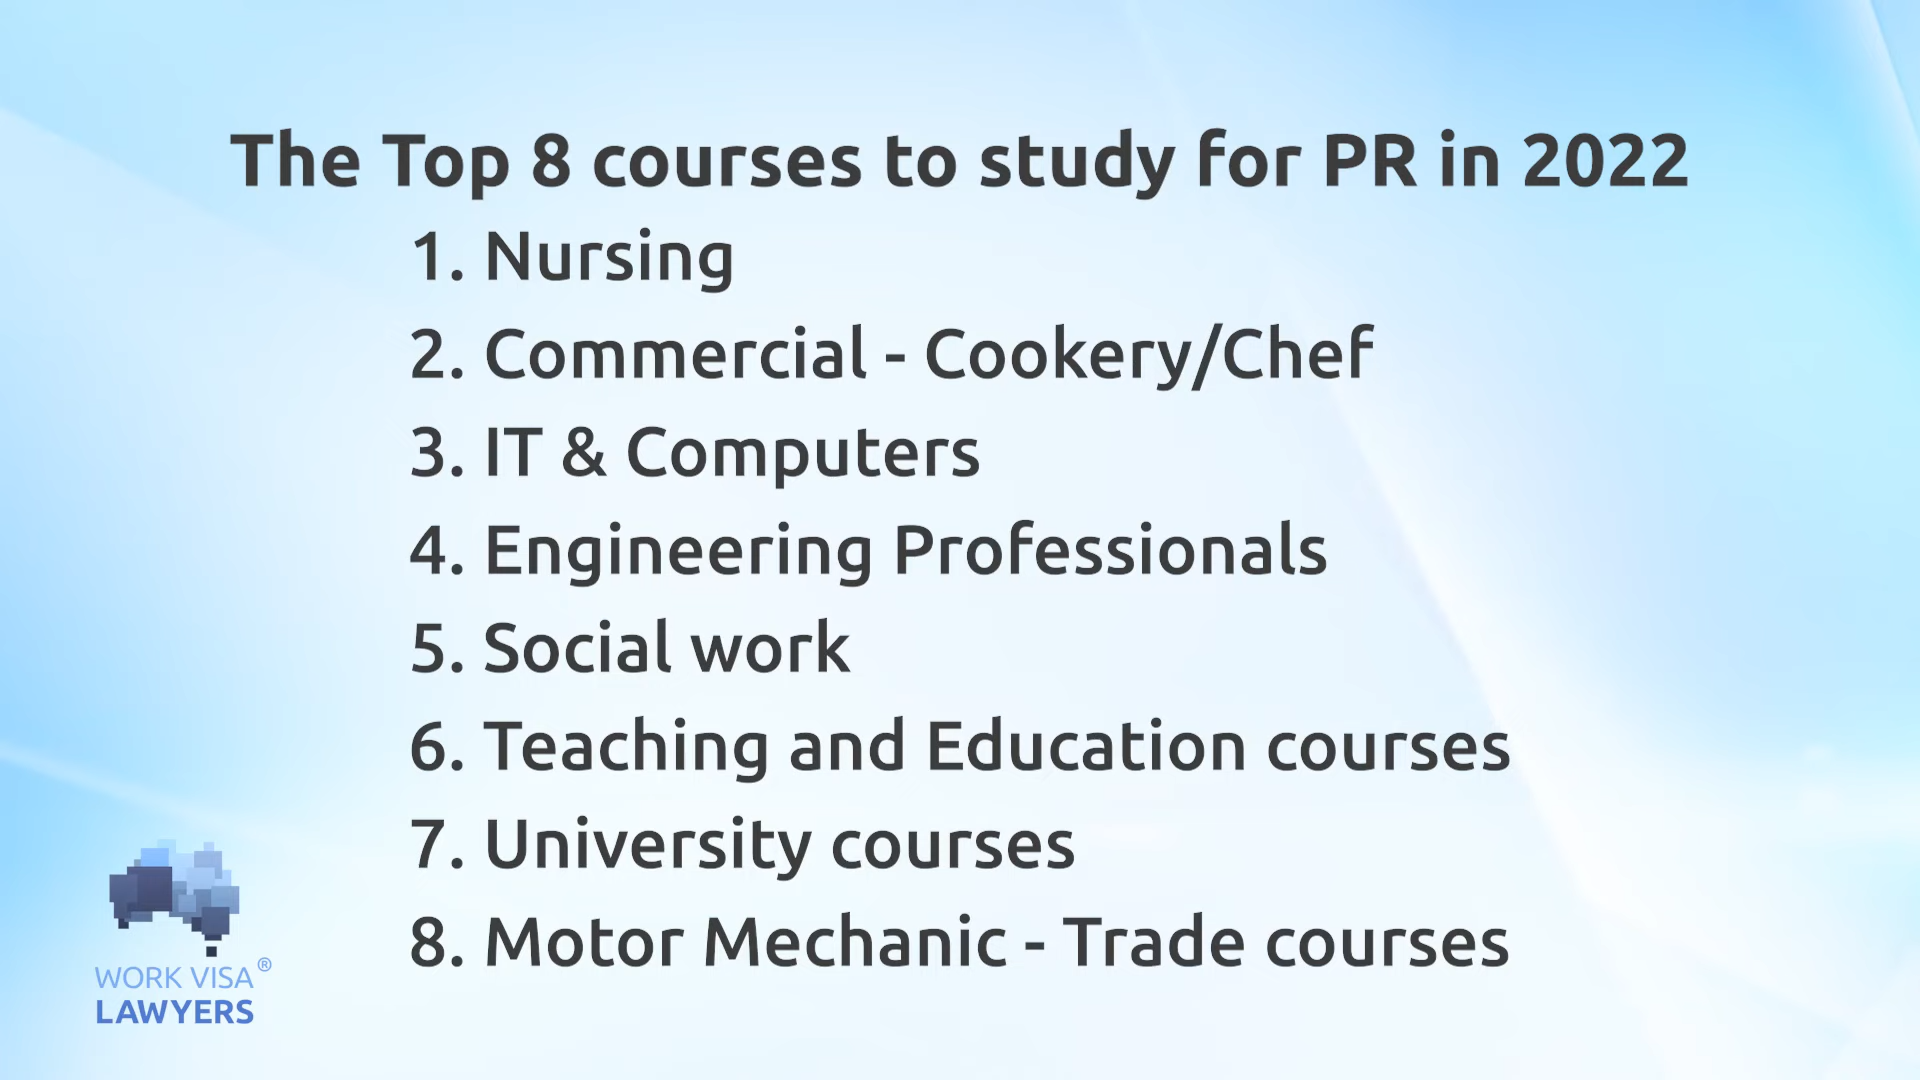 The Top 8 courses to study for PR in 2022
1. Nursing
2. Commercial - Cookery/Chef
3. IT & Computers
4. Engineering Professionals
5. Social work
6. Teaching and Education courses
7. University courses
8. Motor Mechanic - Trade courses
WORK VISA®
LAWYERS